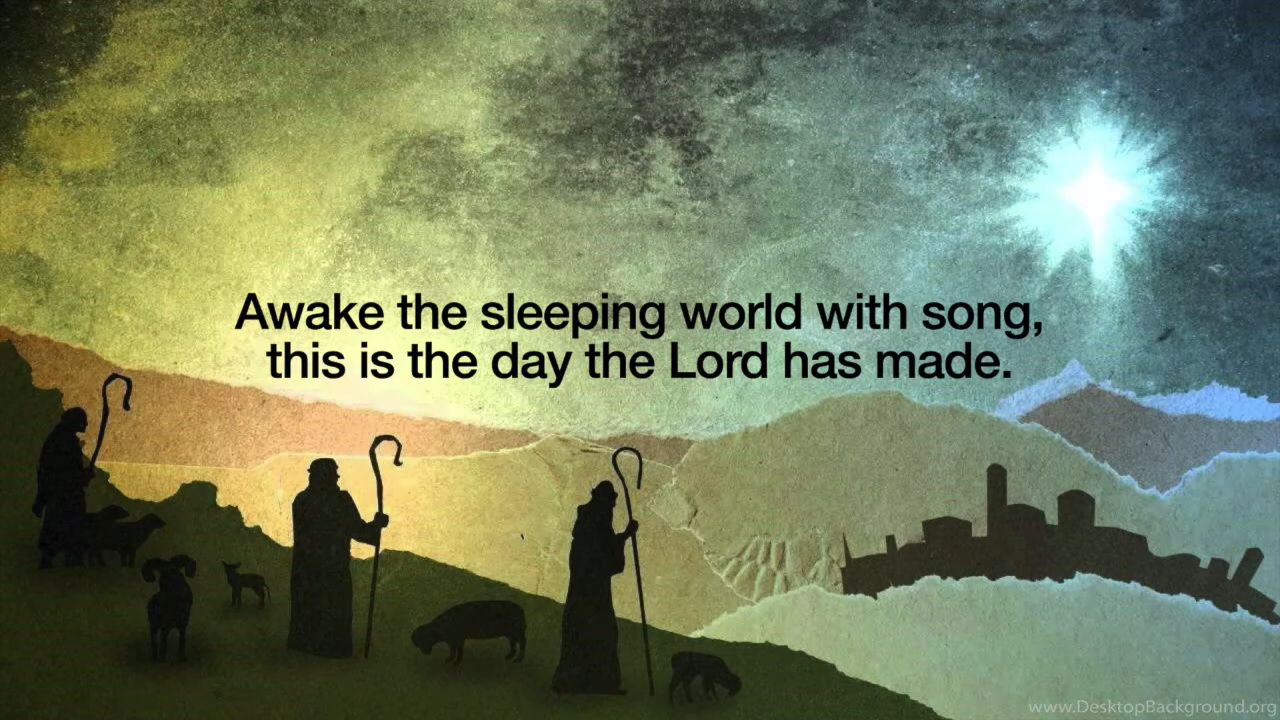 Awake the sleeping world with song,
this is the day the Lord has made.
www.DesktopBackground.org